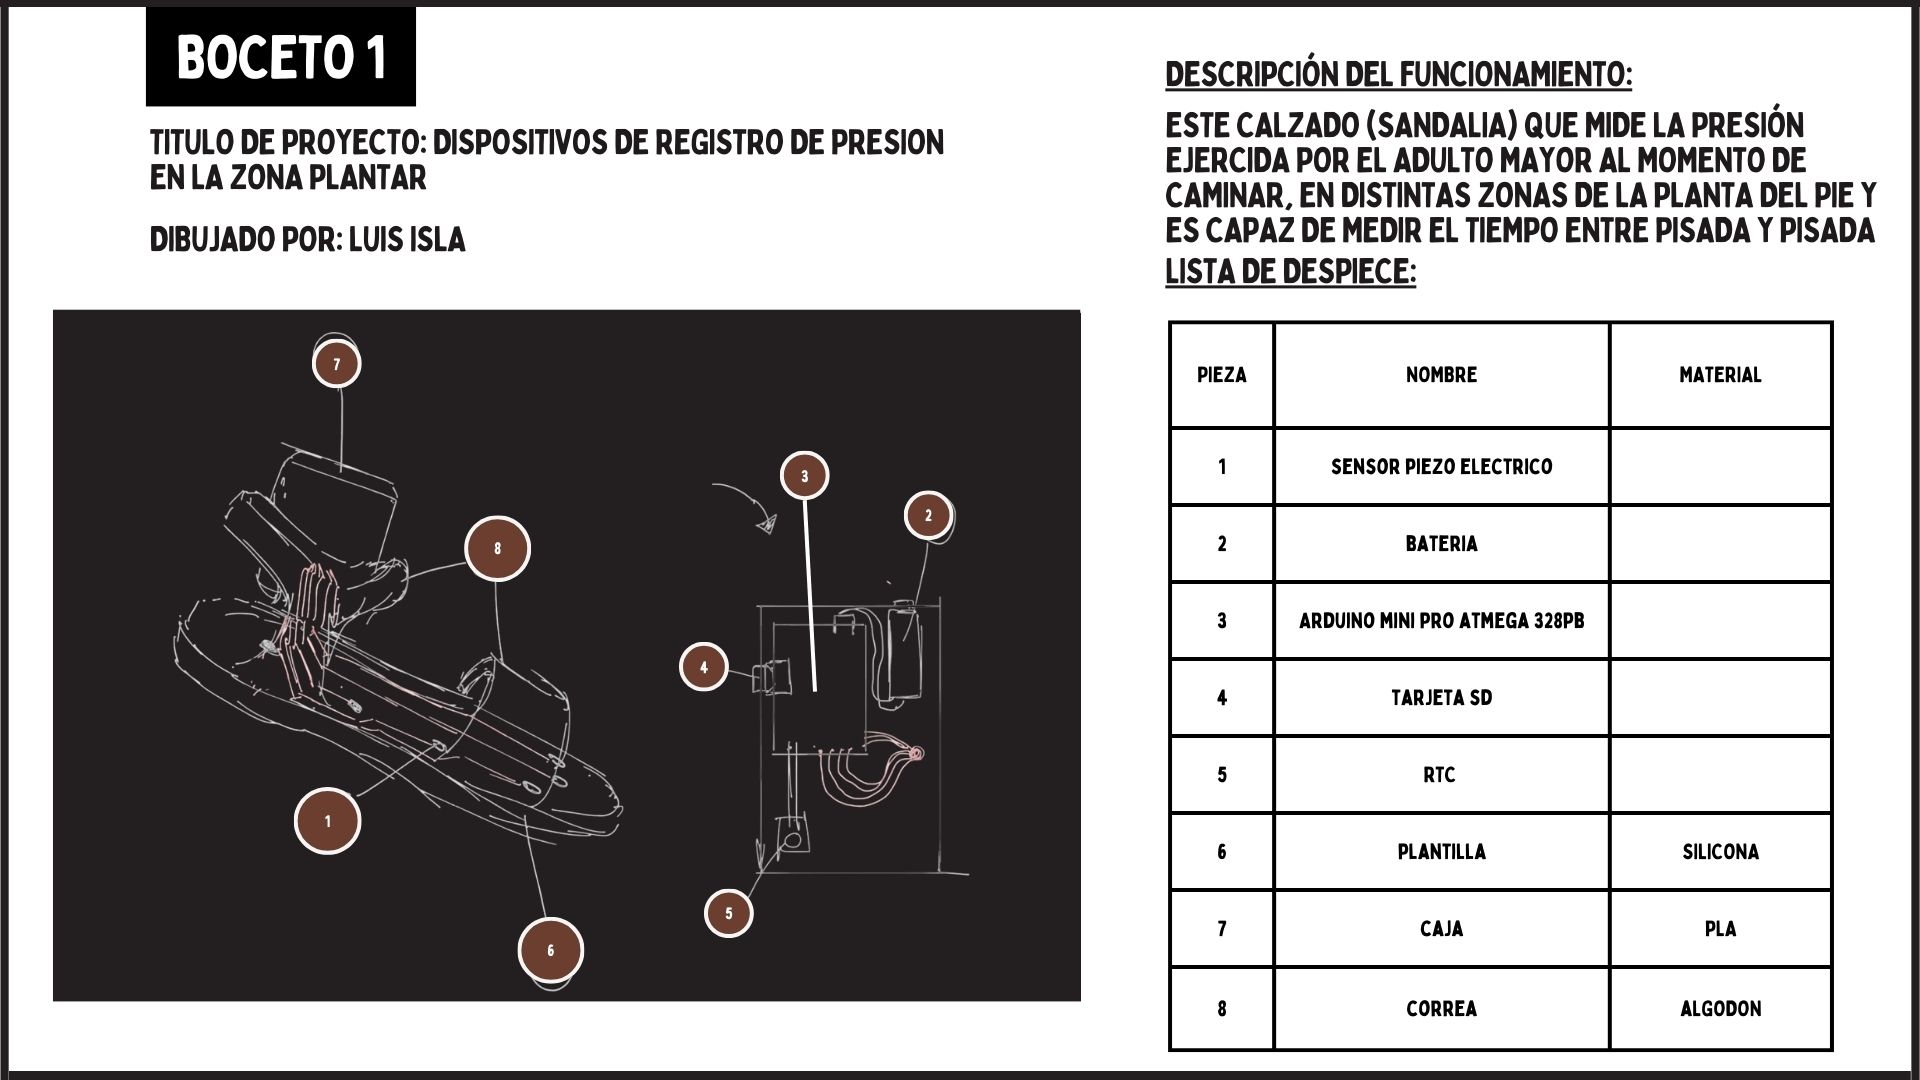 BOCETO 1
TITULO DE PROYECTO: DISPOSITIVOS DE REGISTRO DE PRESION
EN LA ZONA PLANTAR
DIBUJADO POR: LUIS ISLA
7
8
3
2
4
1
5
6
DESCRIPCIÓN DEL FUNCIONAMIENTO:
ESTE CALZADO (SANDALIA) QUE MIDE LA PRESIÓN
EJERCIDA POR EL ADULTO MAYOR AL MOMENTO DE
CAMINAR, EN DISTINTAS ZONAS DE LA PLANTA DEL PIE Y
ES CAPAZ DE MEDIR EL TIEMPO ENTRE PISADA Y PISADA
LISTA DE DESPIECE:
PIEZA NOMBRE MATERIAL
1 SENSOR PIEZO ELECTRICO
2 BATERIA
3 ARDUINO MINI PRO ATMEGA 328PB
4 TARJETA SD
5 RTC
6 PLANTILLA SILICONA
7 CAJA PLA
8 CORREA ALGODON